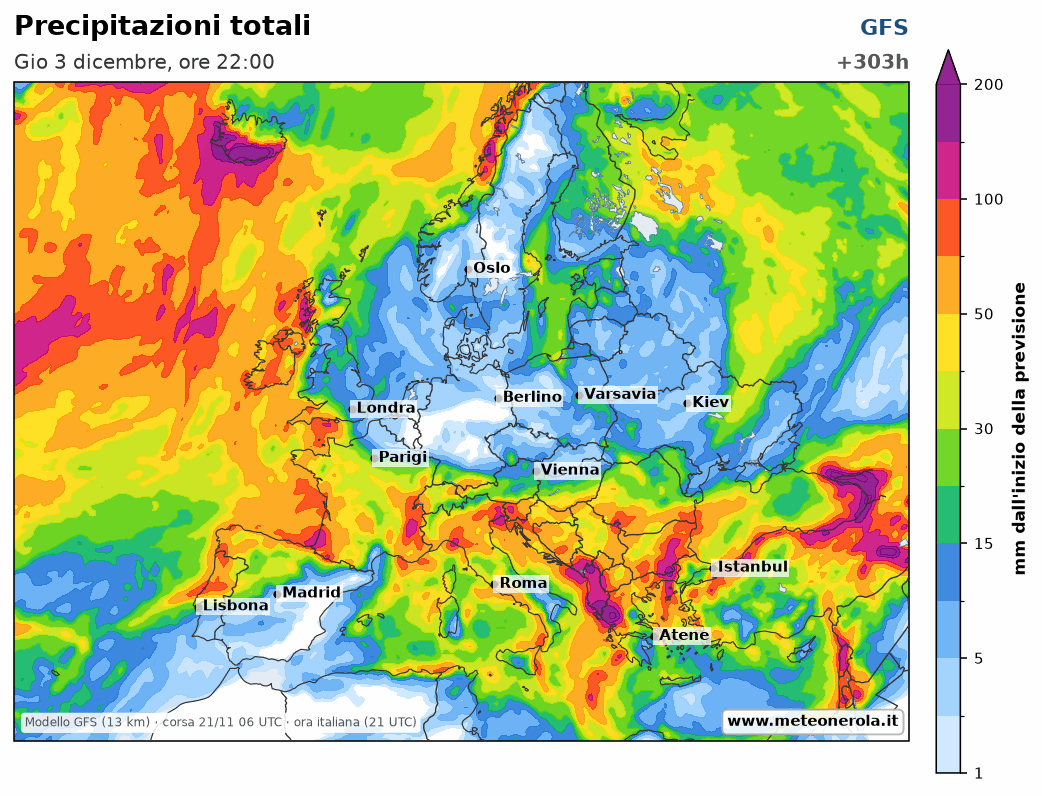 Precipitazioni totali
GFS
Gio 3 dicembre, ore 22:00
+303h
200
100
50
30
15
5
1
mm dall'inizio della previsione
Oslo
Berlino
Varsavia
Kiev
Londra
Parigi
Vienna
Istanbul
Roma
Madrid
Lisbona
Atene
Modello GFS (13 km) · corsa 21/11 06 UTC · ora italiana (21 UTC)
www.meteonerola.it